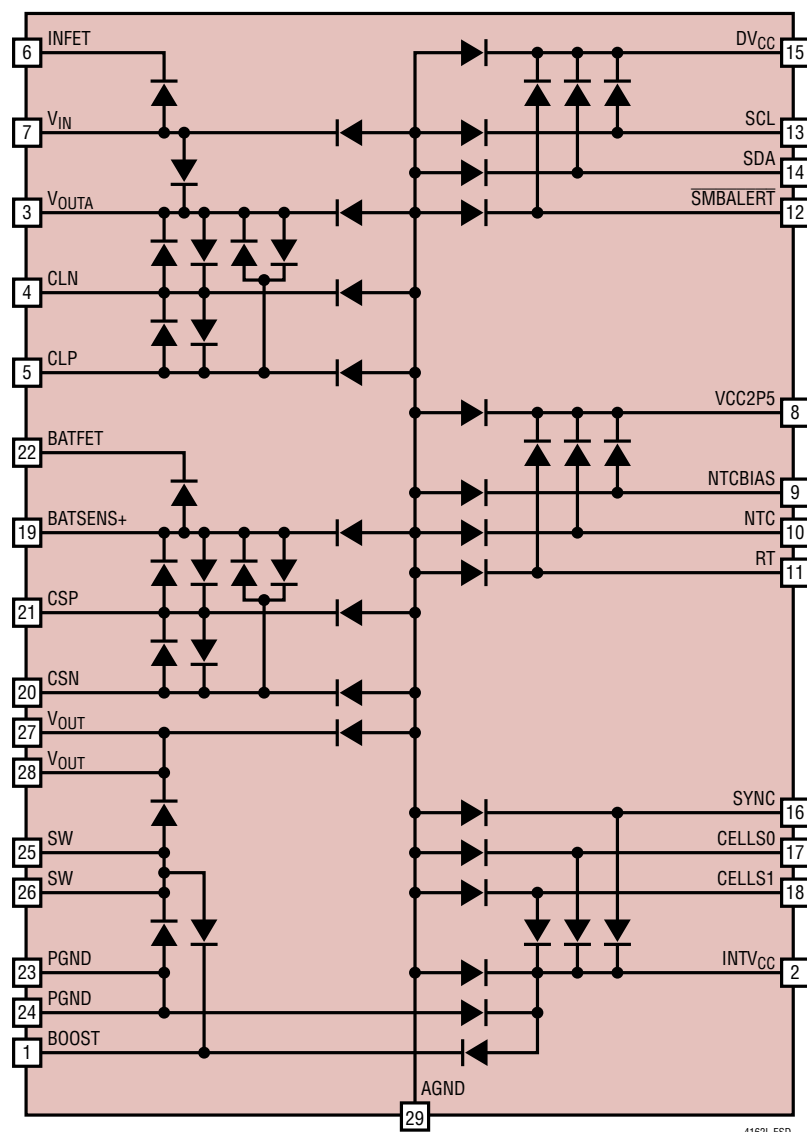 6 INFET
DVCC 15
7 VIN
SCL 13
SDA 14
3 VOUTA
SMBALERT 12
4 CLN
5 CLP
VCC2P5 8
22 BATFET
NTCBIAS 9
19 BATSENS+
NTC 10
RT 11
21 CSP
20 CSN
27 VOUT
28 VOUT
SYNC 16
25 SW
CELLS0 17
26 SW
CELLS1 18
23 PGND
INTVCC 2
24 PGND
1 BOOST
AGND
29
4162L ESD